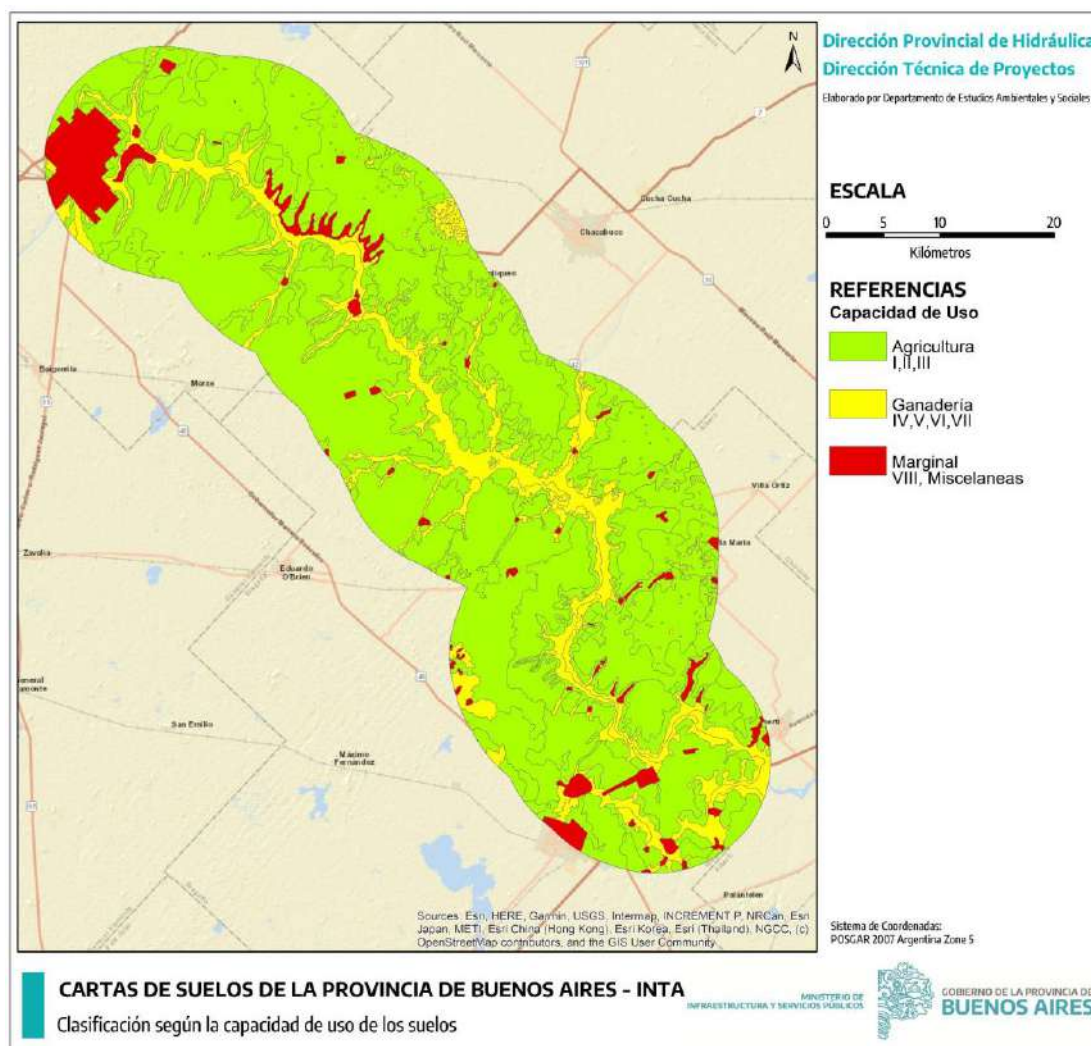 Dirección Provincial de Hidráulica
Dirección Técnica de Proyectos
Elaborado por Departamento de Estudios Ambientales y Sociales
N
ESCALA
0 5 10 20
Kilómetros
REFERENCIAS
Capacidad de Uso
Agricultura
I,II,III
Ganadería
IV,V,VI,VII
Marginal
VIII, Miscelaneas
Cucha Cucha
Chacabuco
Morse
Villa Ortiz
Zavalia
Eduardo
O'Brien
San Emilio
Máximo
Fernández
Palantelen
Sources: Esri, HERE, Garmin, USGS, Intermap, INCREMENT P, NRCan, Esri
Japan, METI, Esri China (Hong Kong), Esri Korea, Esri (Thailand), NGCC, (c)
OpenStreetMap contributors, and the GIS User Community
Sistema de Coordenadas:
POSGAR 2007 Argentina Zone 5
CARTAS DE SUELOS DE LA PROVINCIA DE BUENOS AIRES - INTA
Clasificación según la capacidad de uso de los suelos
MINISTERIO DE
INFRAESTRUCTURA Y SERVICIOS PÚBLICOS
GOBIERNO DE LA PROVINCIA DE
BUENOS AIRES